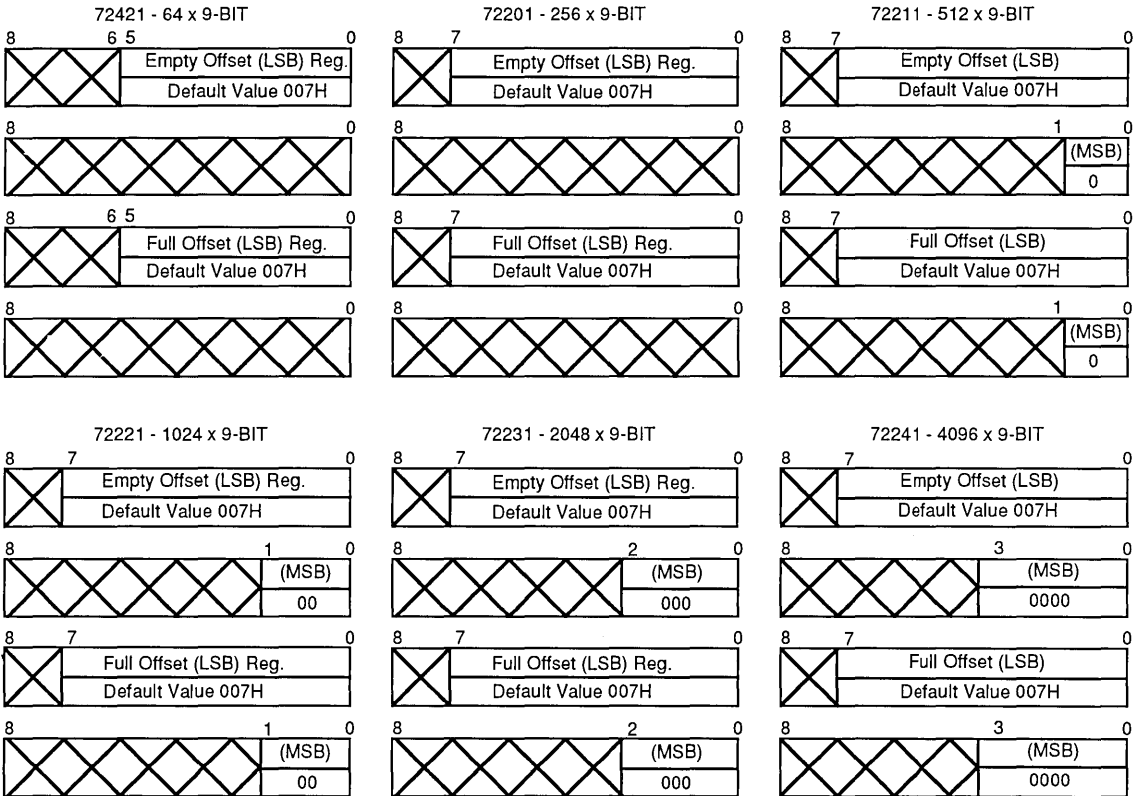 72421 - 64 x 9-BIT
8 6 5 0
Empty Offset (LSB) Reg.
Default Value 007H
8 0
8 6 5 0
Full Offset (LSB) Reg.
Default Value 007H
8 0
72201 - 256 x 9-BIT
8 7 0
Empty Offset (LSB) Reg.
Default Value 007H
8 0
8 7 0
Full Offset (LSB) Reg.
Default Value 007H
8 0
72211 - 512 x 9-BIT
8 7 0
Empty Offset (LSB)
Default Value 007H
8 1 0
(MSB)
0
8 7 0
Full Offset (LSB)
Default Value 007H
8 1 0
(MSB)
0
72221 - 1024 x 9-BIT
8 7 0
Empty Offset (LSB) Reg.
Default Value 007H
8 1 0
(MSB)
00
8 7 0
Full Offset (LSB) Reg.
Default Value 007H
8 1 0
(MSB)
00
72231 - 2048 x 9-BIT
8 7 0
Empty Offset (LSB) Reg.
Default Value 007H
8 2 0
(MSB)
000
8 7 0
Full Offset (LSB) Reg.
Default Value 007H
8 2 0
(MSB)
000
72241 - 4096 x 9-BIT
8 7 0
Empty Offset (LSB)
Default Value 007H
8 3 0
(MSB)
0000
8 7 0
Full Offset (LSB)
Default Value 007H
8 3 0
(MSB)
0000